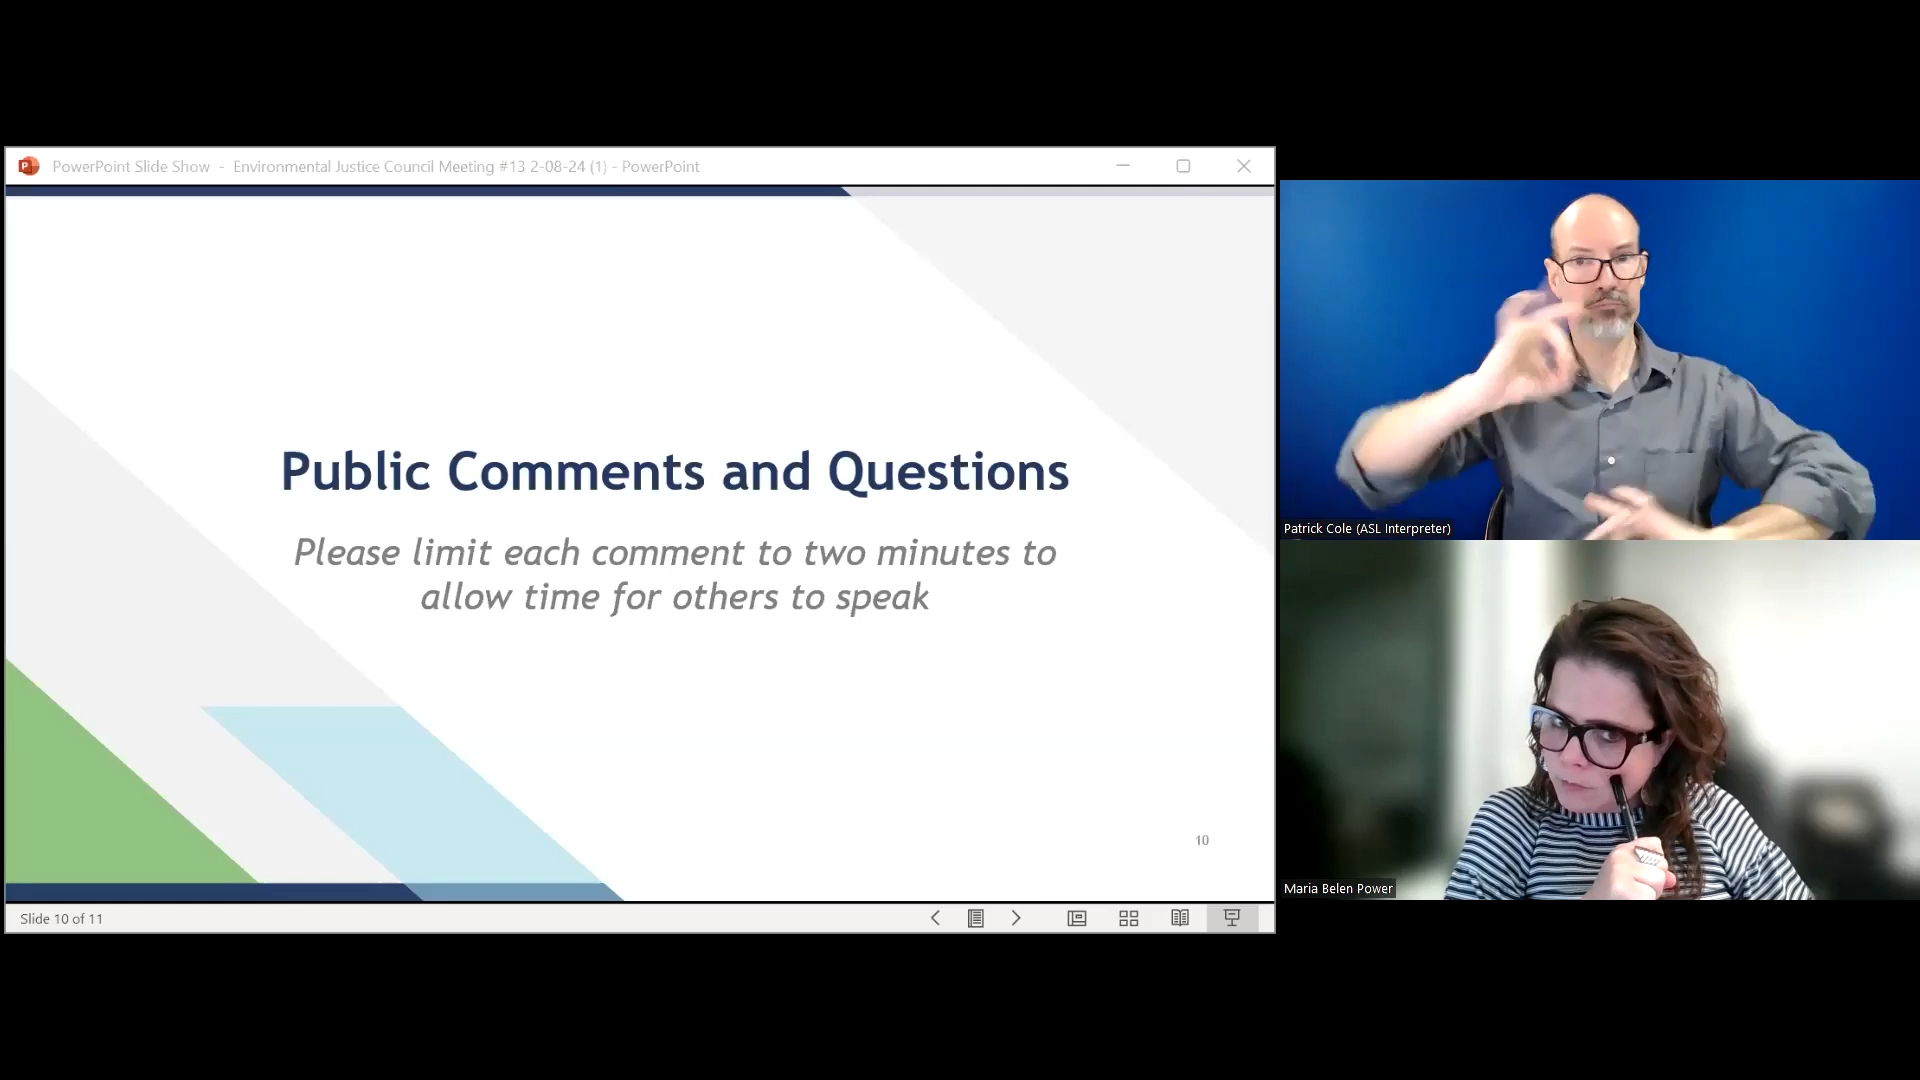 PowerPoint Slide Show - Environmental Justice Council Meeting #13 2-08-24 (1) - PowerPoint
Public Comments and Questions
Please limit each comment to two minutes to
allow time for others to speak
10
Slide 10 of 11
Patrick Cole (ASL Interpreter)
Maria Belen Power